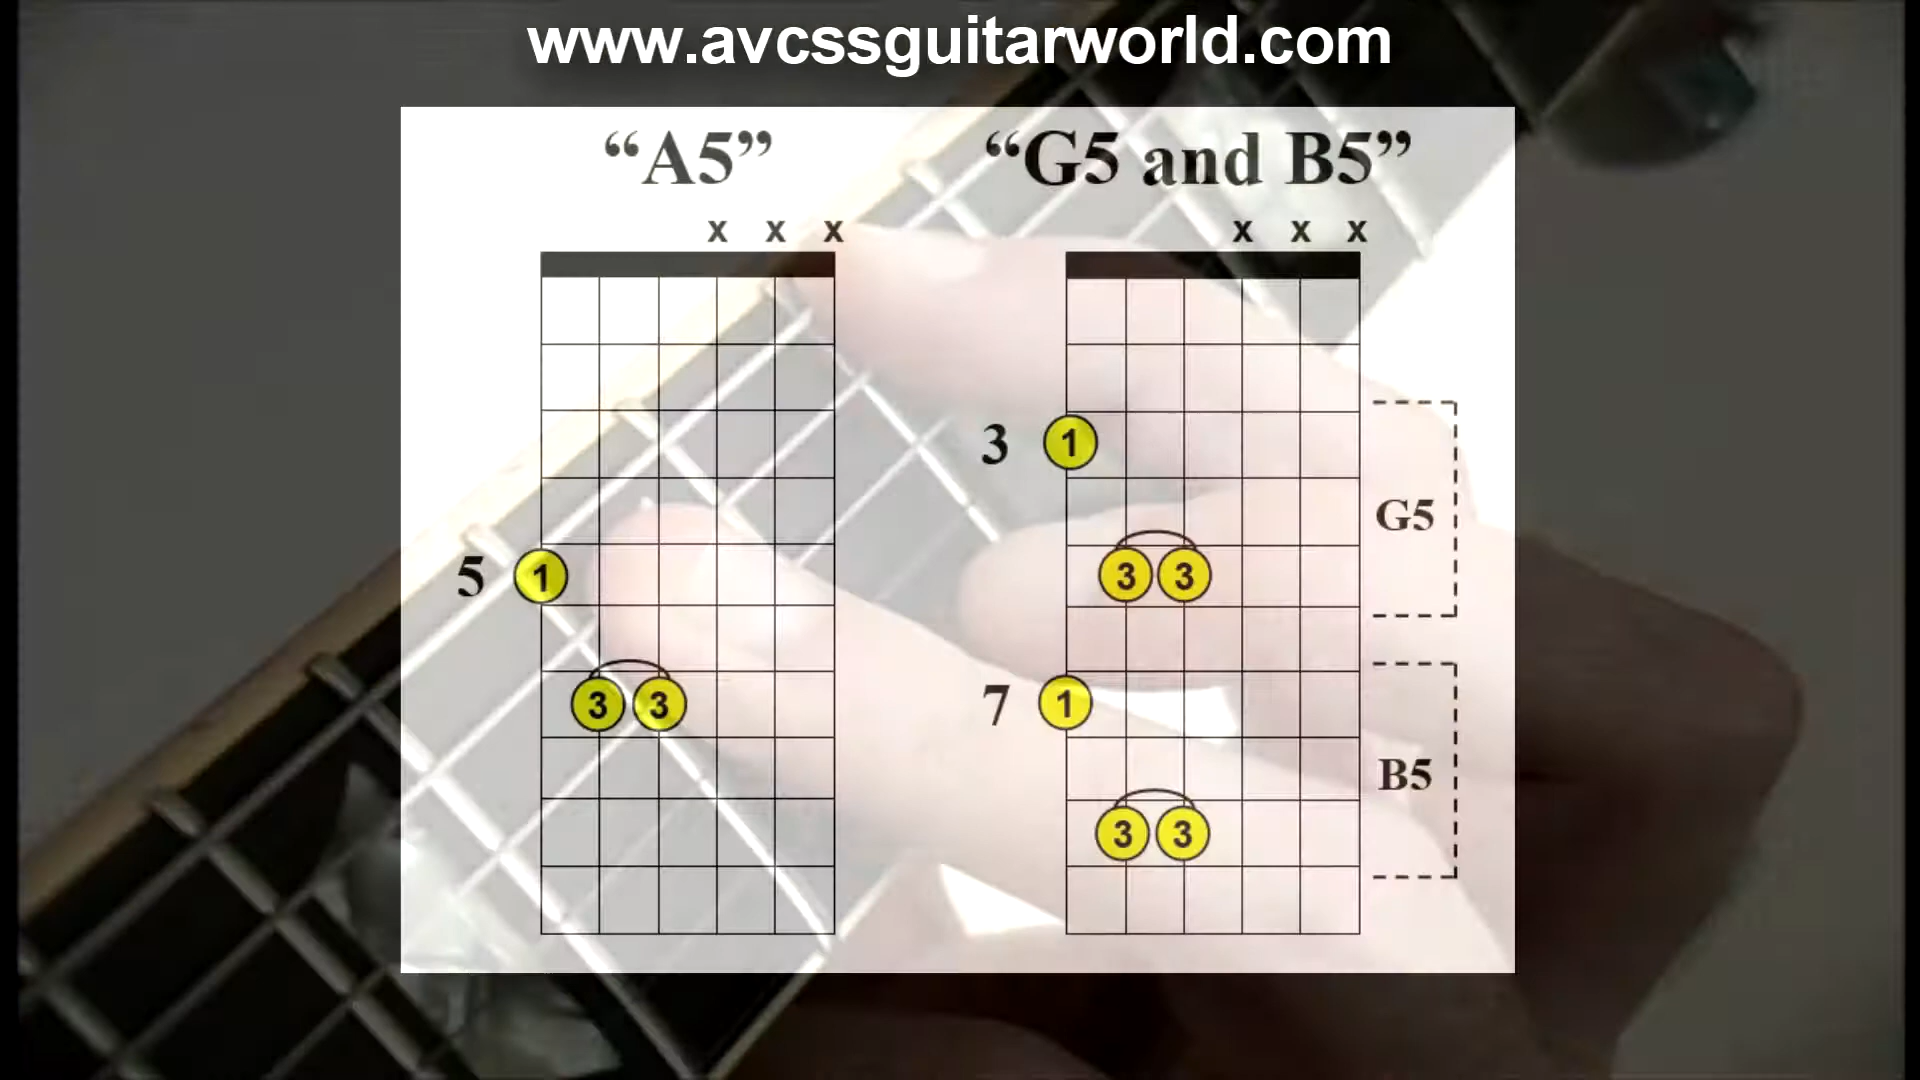 www.avcssguitarworld.com
“A5”
x x x
5
1
3 3
“G5 and B5”
x x x
3
1
3 3
G5
7
1
3 3
B5